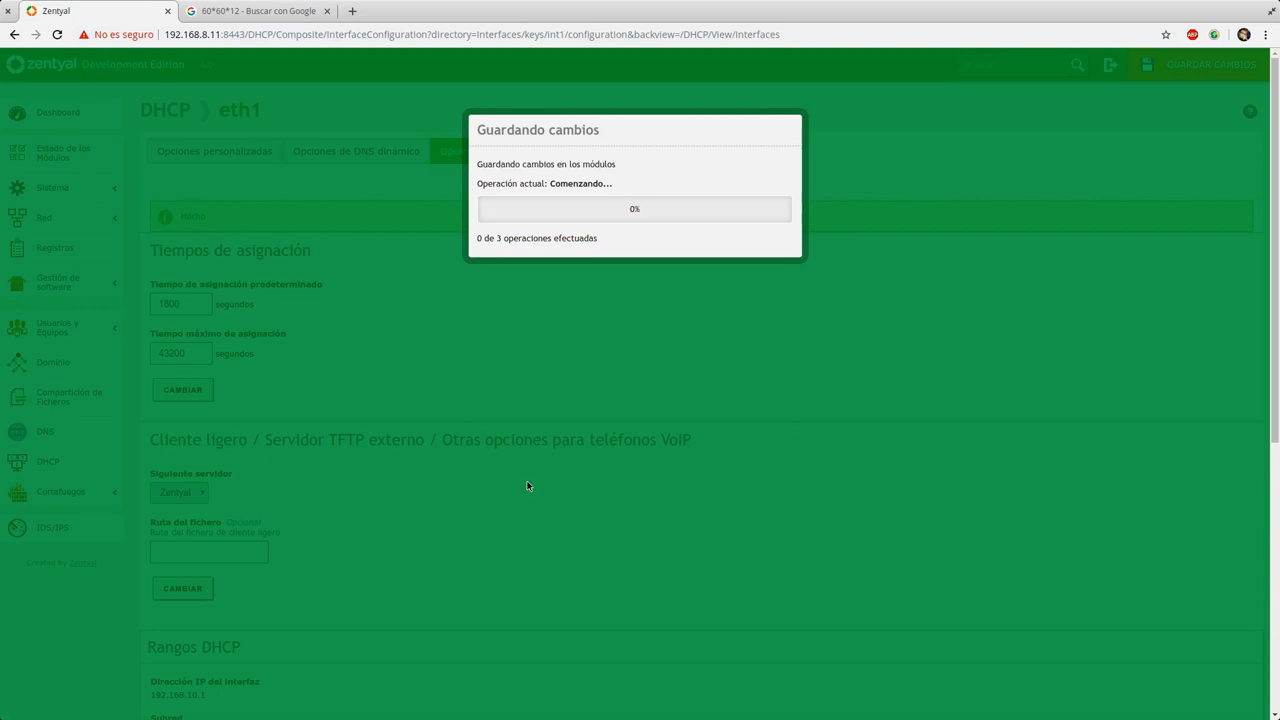 Zentyal
60*60*12 - Buscar con Google
No es seguro
192.168.8.11:8443/DHCP/Composite/InterfaceConfiguration?directory=Interfaces/keys/int1/configuration&backview=/DHCP/View/Interfaces
ABP
zentyal Development Edition
GUARDAR CAMBIOS
Dashboard
Estado de los
Módulos
Sistema
Red
Registros
Gestión de
software
Usuarios y
Equipos
Dominio
Compartición de
Ficheros
DNS
DHCP
Cortafuegos
IDS/IPS
Created by Zentyal
DHCP
eth1
?
Opciones personalizadas
Opciones de DNS dinámico
Guardando cambios
Guardando cambios en los módulos
Operación actual: Comenzando...
0%
0 de 3 operaciones efectuadas
Hecho
Tiempos de asignación
Tiempo de asignación predeterminado
1800 segundos
Tiempo máximo de asignación
43200 segundos
CAMBIAR
Cliente ligero / Servidor TFTP externo / Otras opciones para teléfonos VoIP
Siguiente servidor
Zentyal
Ruta del fichero Opcional
Ruta del fichero de cliente ligero
CAMBIAR
Rangos DHCP
Dirección IP del interfaz
192.168.10.1
Subred